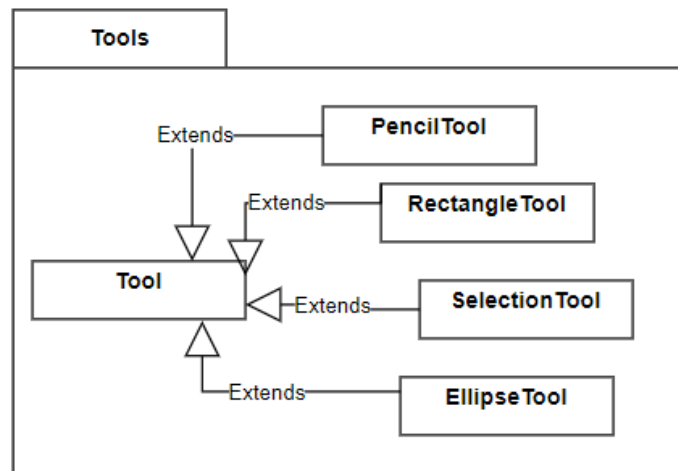 Tools
Extends
PencilTool
Extends
RectangleTool
Tool
Extends
SelectionTool
Extends
EllipseTool